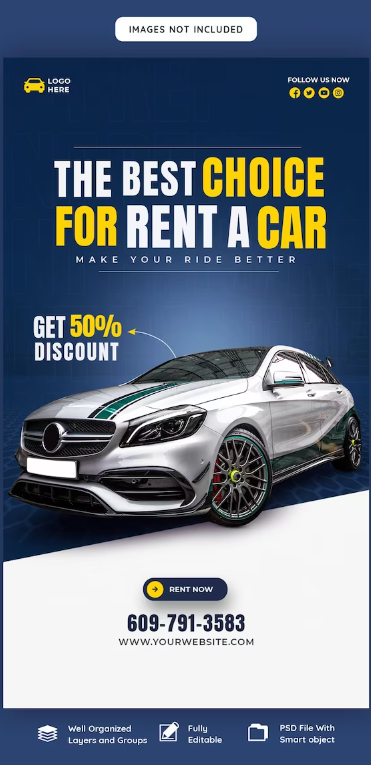 IMAGES NOT INCLUDED
LOGO
HERE
FOLLOW US NOW
THE BEST CHOICE
FOR RENT A CAR
MAKE YOUR RIDE BETTER
GET 50%
DISCOUNT
RENT NOW
609-791-3583
WWW.YOURWEBSITE.COM
Well Organized
Layers and Groups
Fully
Editable
PSD File With
Smart object